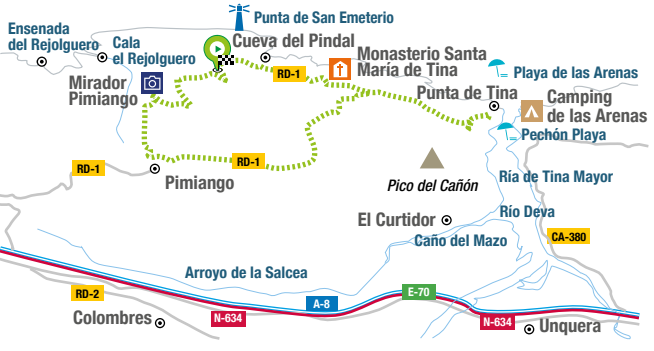 Punta de San Emeterio
Ensenada
del Rejolguero
Cala
el Rejolguero
Cueva del Pindal
Monasterio Santa
María de Tina
RD-1
Mirador
Pimiango
Playa de las Arenas
Punta de Tina
Camping
de las Arenas
Pechón Playa
RD-1
RD-1
Pimiango
Pico del Cañón
Ría de Tina Mayor
Río Deva
El Curtidor
Caño del Mazo
CA-380
Arroyo de la Salcea
RD-2
A-8
E-70
Colombres
N-634
N-634
Unquera